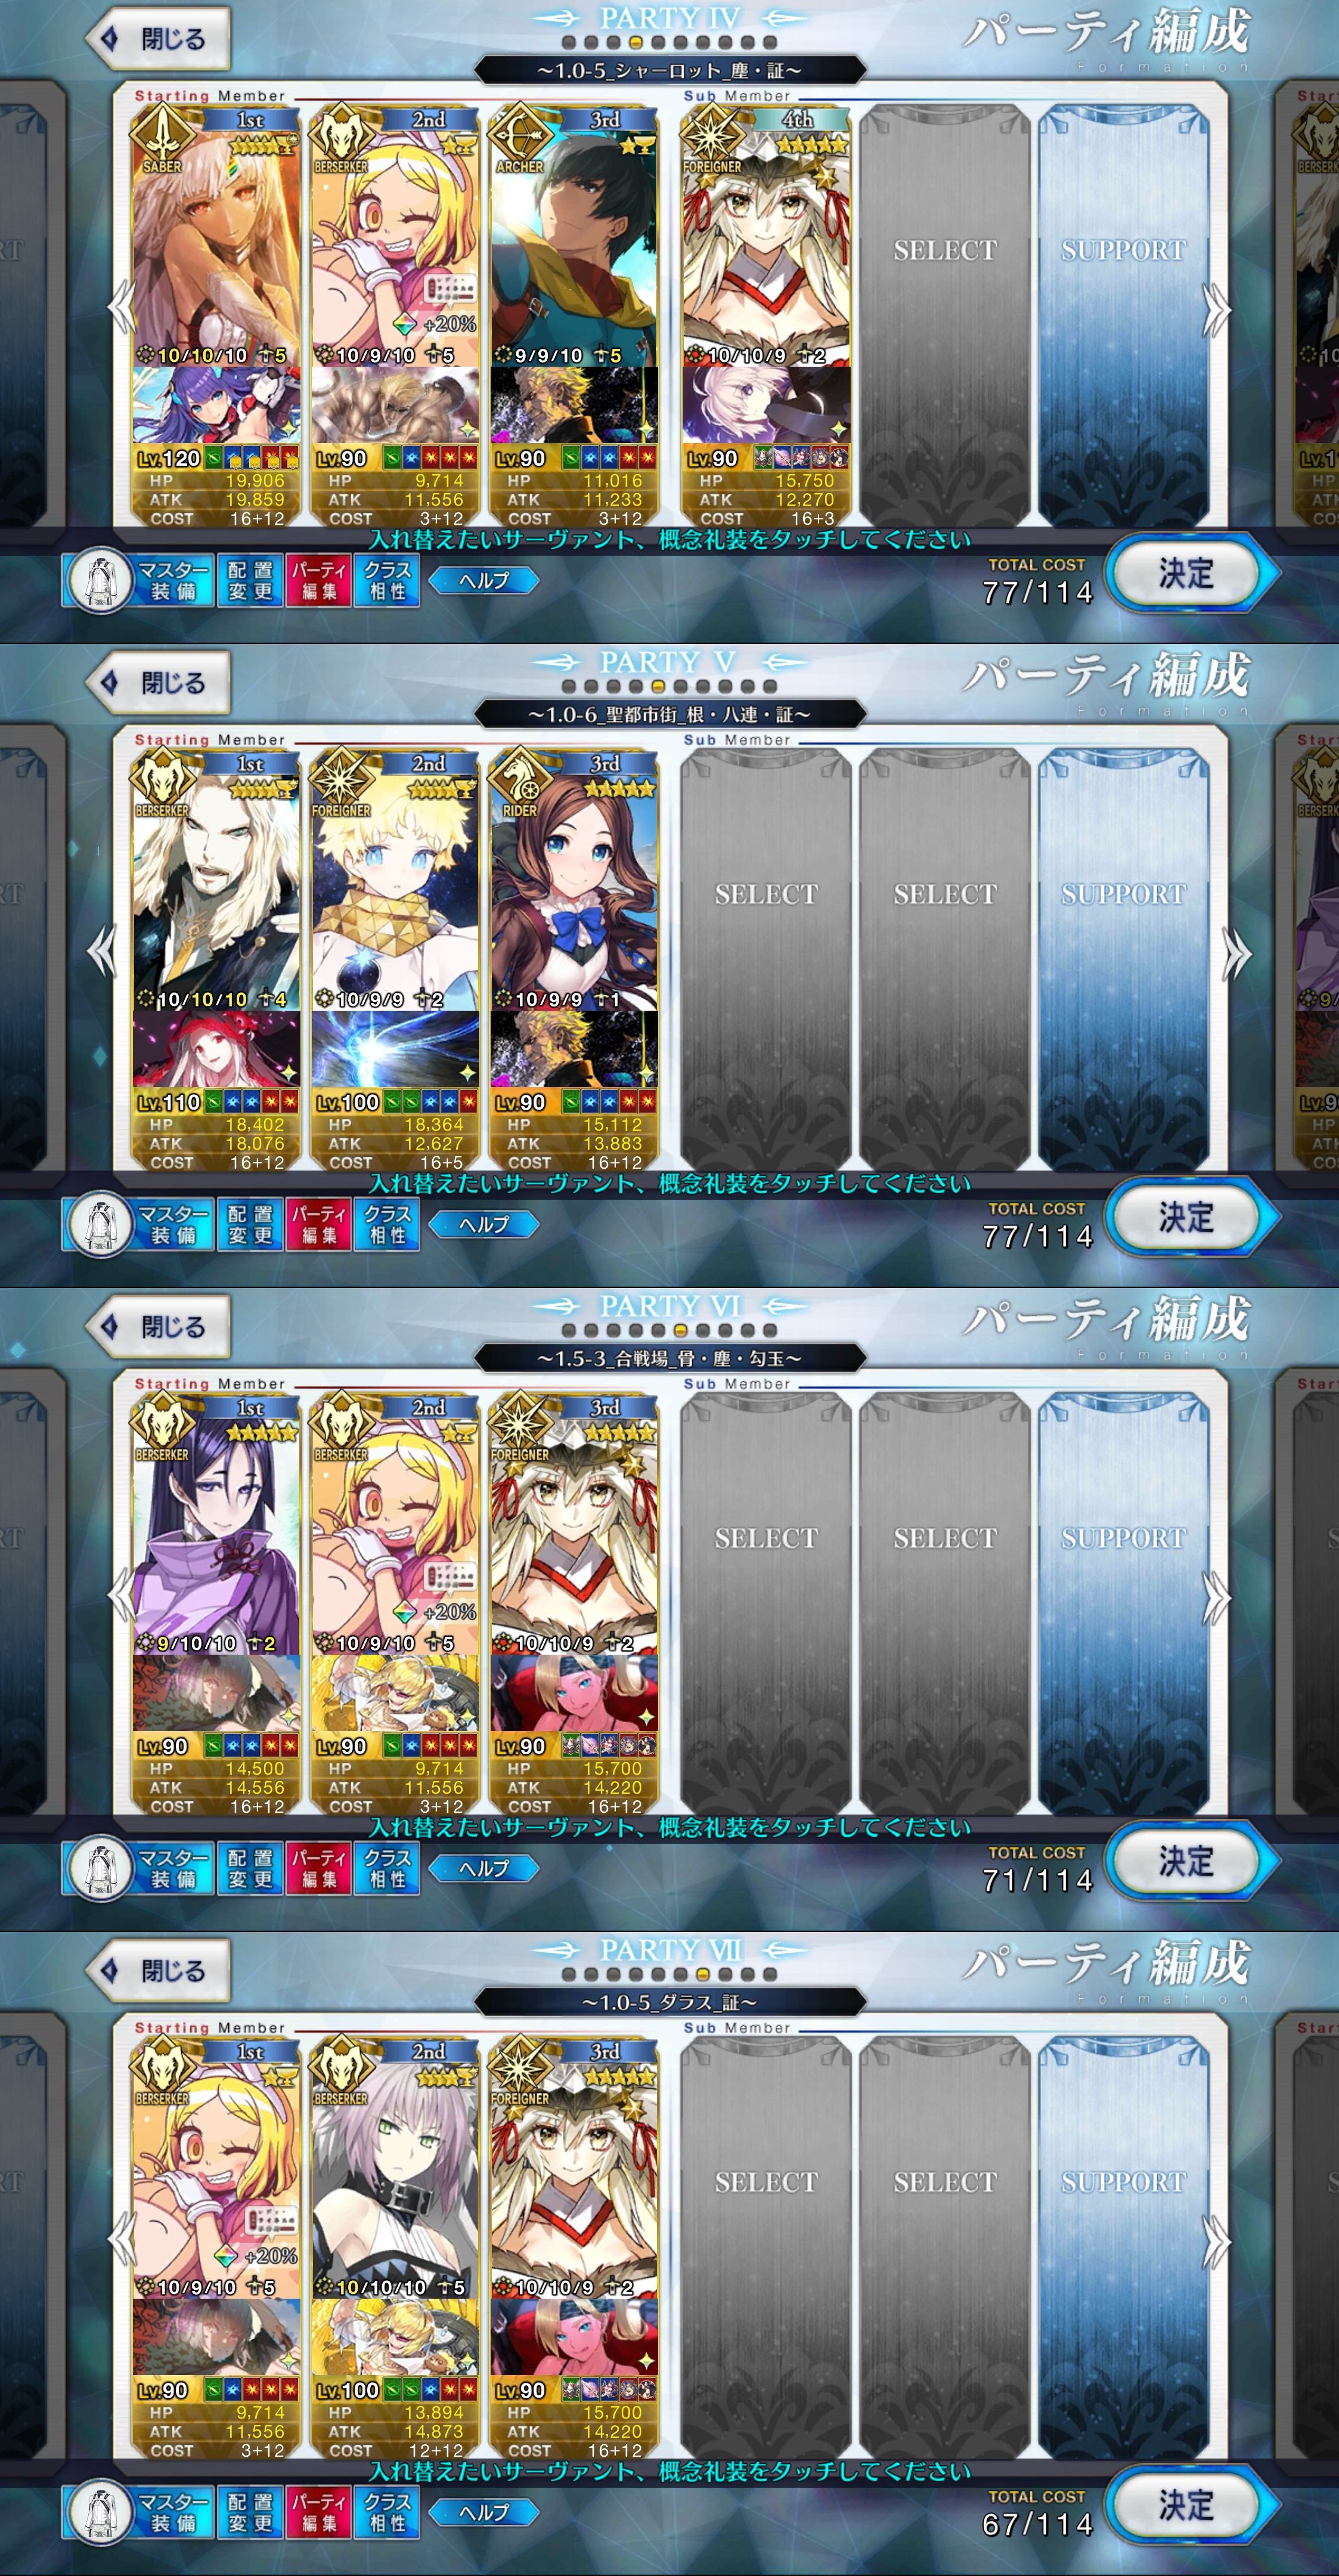 閉じる
PARTY IV
パーティ編成
Formation
～1.0-5_シャーロット_塵・証～
Starting Member
Sub Member
1st
2nd
3rd
4th
SABER
BERSERKER
ARCHER
FOREIGNER
SELECT
SUPPORT
+20%
10/10/10 5
10/9/10 5
9/9/10 5
10/10/9 2
Lv.120
Lv.90
Lv.90
Lv.90
HP 19,906
HP 9,714
HP 11,016
HP 15,750
ATK 19,859
ATK 11,556
ATK 11,233
ATK 12,270
COST 16+12
COST 3+12
COST 3+12
COST 16+3
入れ替えたいサーヴァント、概念礼装をタッチしてください
マスター装備
配置変更
パーティ編集
クラス相性
ヘルプ
TOTAL COST
77/114
決定
閉じる
PARTY V
パーティ編成
Formation
～1.0-6_聖都市街_根・八連・証～
Starting Member
Sub Member
1st
2nd
3rd
BERSERKER
FOREIGNER
RIDER
SELECT
SELECT
SUPPORT
10/10/10 4
10/9/9 2
10/9/9 1
Lv.110
Lv.100
Lv.90
HP 18,402
HP 18,364
HP 15,112
ATK 18,076
ATK 12,627
ATK 13,883
COST 16+12
COST 16+5
COST 16+12
入れ替えたいサーヴァント、概念礼装をタッチしてください
マスター装備
配置変更
パーティ編集
クラス相性
ヘルプ
TOTAL COST
77/114
決定
閉じる
PARTY VI
パーティ編成
Formation
～1.5-3_合戦場_骨・塵・勾玉～
Starting Member
Sub Member
1st
2nd
3rd
BERSERKER
BERSERKER
FOREIGNER
SELECT
SELECT
SUPPORT
+20%
9/10/10 2
10/9/10 5
10/10/9 2
Lv.90
Lv.90
Lv.90
HP 14,500
HP 9,714
HP 15,700
ATK 14,556
ATK 11,556
ATK 14,220
COST 16+12
COST 3+12
COST 16+12
入れ替えたいサーヴァント、概念礼装をタッチしてください
マスター装備
配置変更
パーティ編集
クラス相性
ヘルプ
TOTAL COST
71/114
決定
閉じる
PARTY VII
パーティ編成
Formation
～1.0-5_ダラス_証～
Starting Member
Sub Member
1st
2nd
3rd
BERSERKER
BERSERKER
FOREIGNER
SELECT
SELECT
SUPPORT
+20%
10/9/10 5
10/10/10 5
10/10/9 2
Lv.90
Lv.100
Lv.90
HP 9,714
HP 13,894
HP 15,700
ATK 11,556
ATK 14,873
ATK 14,220
COST 3+12
COST 12+12
COST 16+12
入れ替えたいサーヴァント、概念礼装をタッチしてください
マスター装備
配置変更
パーティ編集
クラス相性
ヘルプ
TOTAL COST
67/114
決定